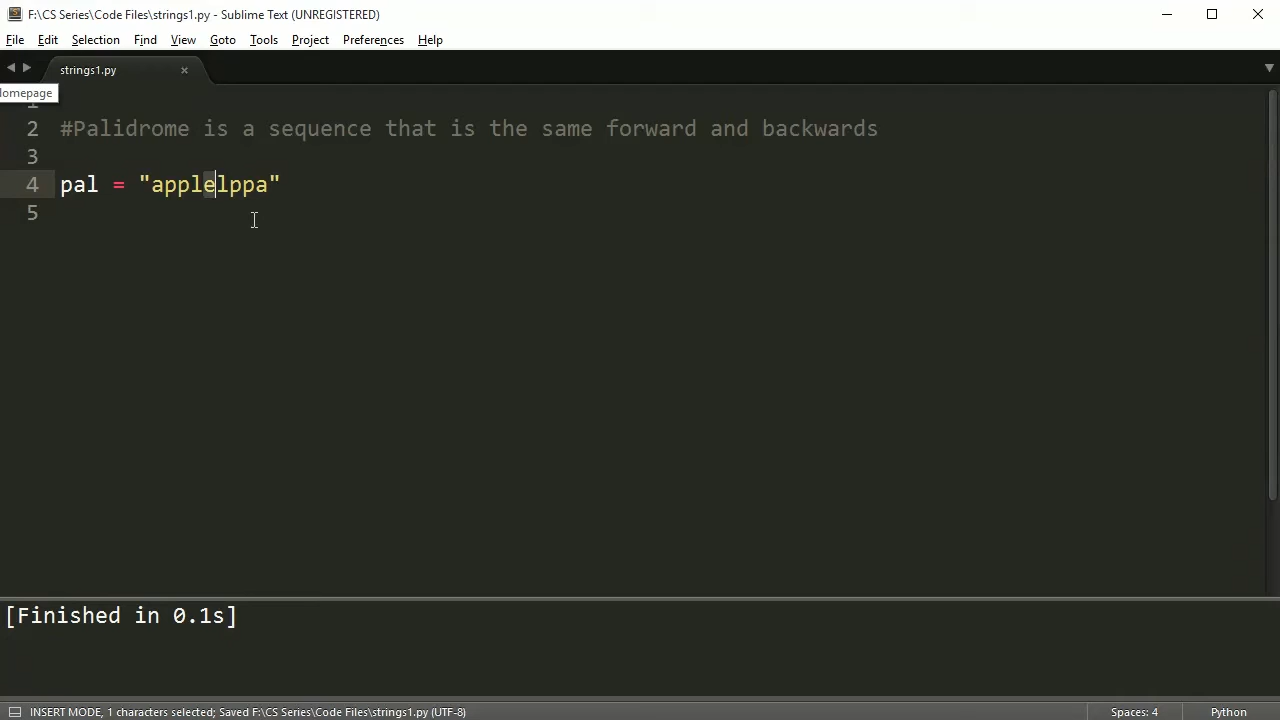 F:\CS Series\Code Files\strings1.py - Sublime Text (UNREGISTERED)
File Edit Selection Find View Goto Tools Project Preferences Help
strings1.py
omepage
1
2 #Palidrome is a sequence that is the same forward and backwards
3
4 pal = "applelppa"
5
[Finished in 0.1s]
INSERT MODE, 1 characters selected; Saved F:\CS Series\Code Files\strings1.py (UTF-8) Spaces: 4 Python